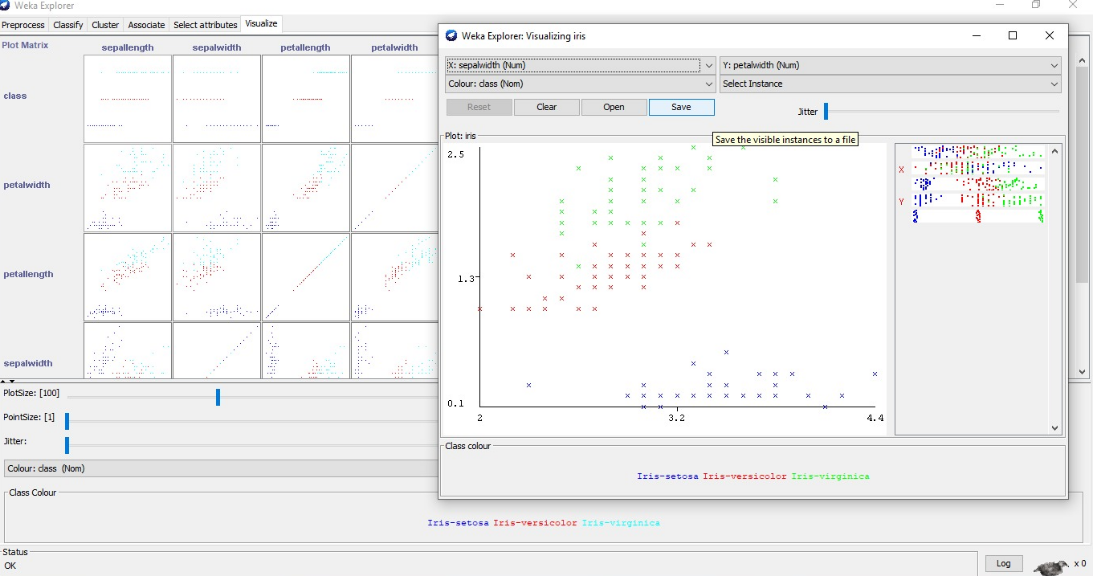 Weka Explorer
Preprocess Classify Cluster Associate Select attributes Visualize
Plot Matrix
sepallength sepalwidth petallength petalwidth
class
petalwidth
petallength
sepalwidth
PlotSize: [100]
PointSize: [1]
Jitter:
Colour: class (Nom)
Class Colour
Iris-setosa Iris-versicolor Iris-virginica
Status
OK
Log
x 0
Weka Explorer: Visualizing iris
X: sepalwidth (Num) Y: petalwidth (Num)
Colour: class (Nom) Select Instance
Reset Clear Open Save Jitter
Save the visible instances to a file
Plot: iris
2.5
1.3
0.1
2 3.2 4.4
X
Y
Class colour
Iris-setosa Iris-versicolor Iris-virginica